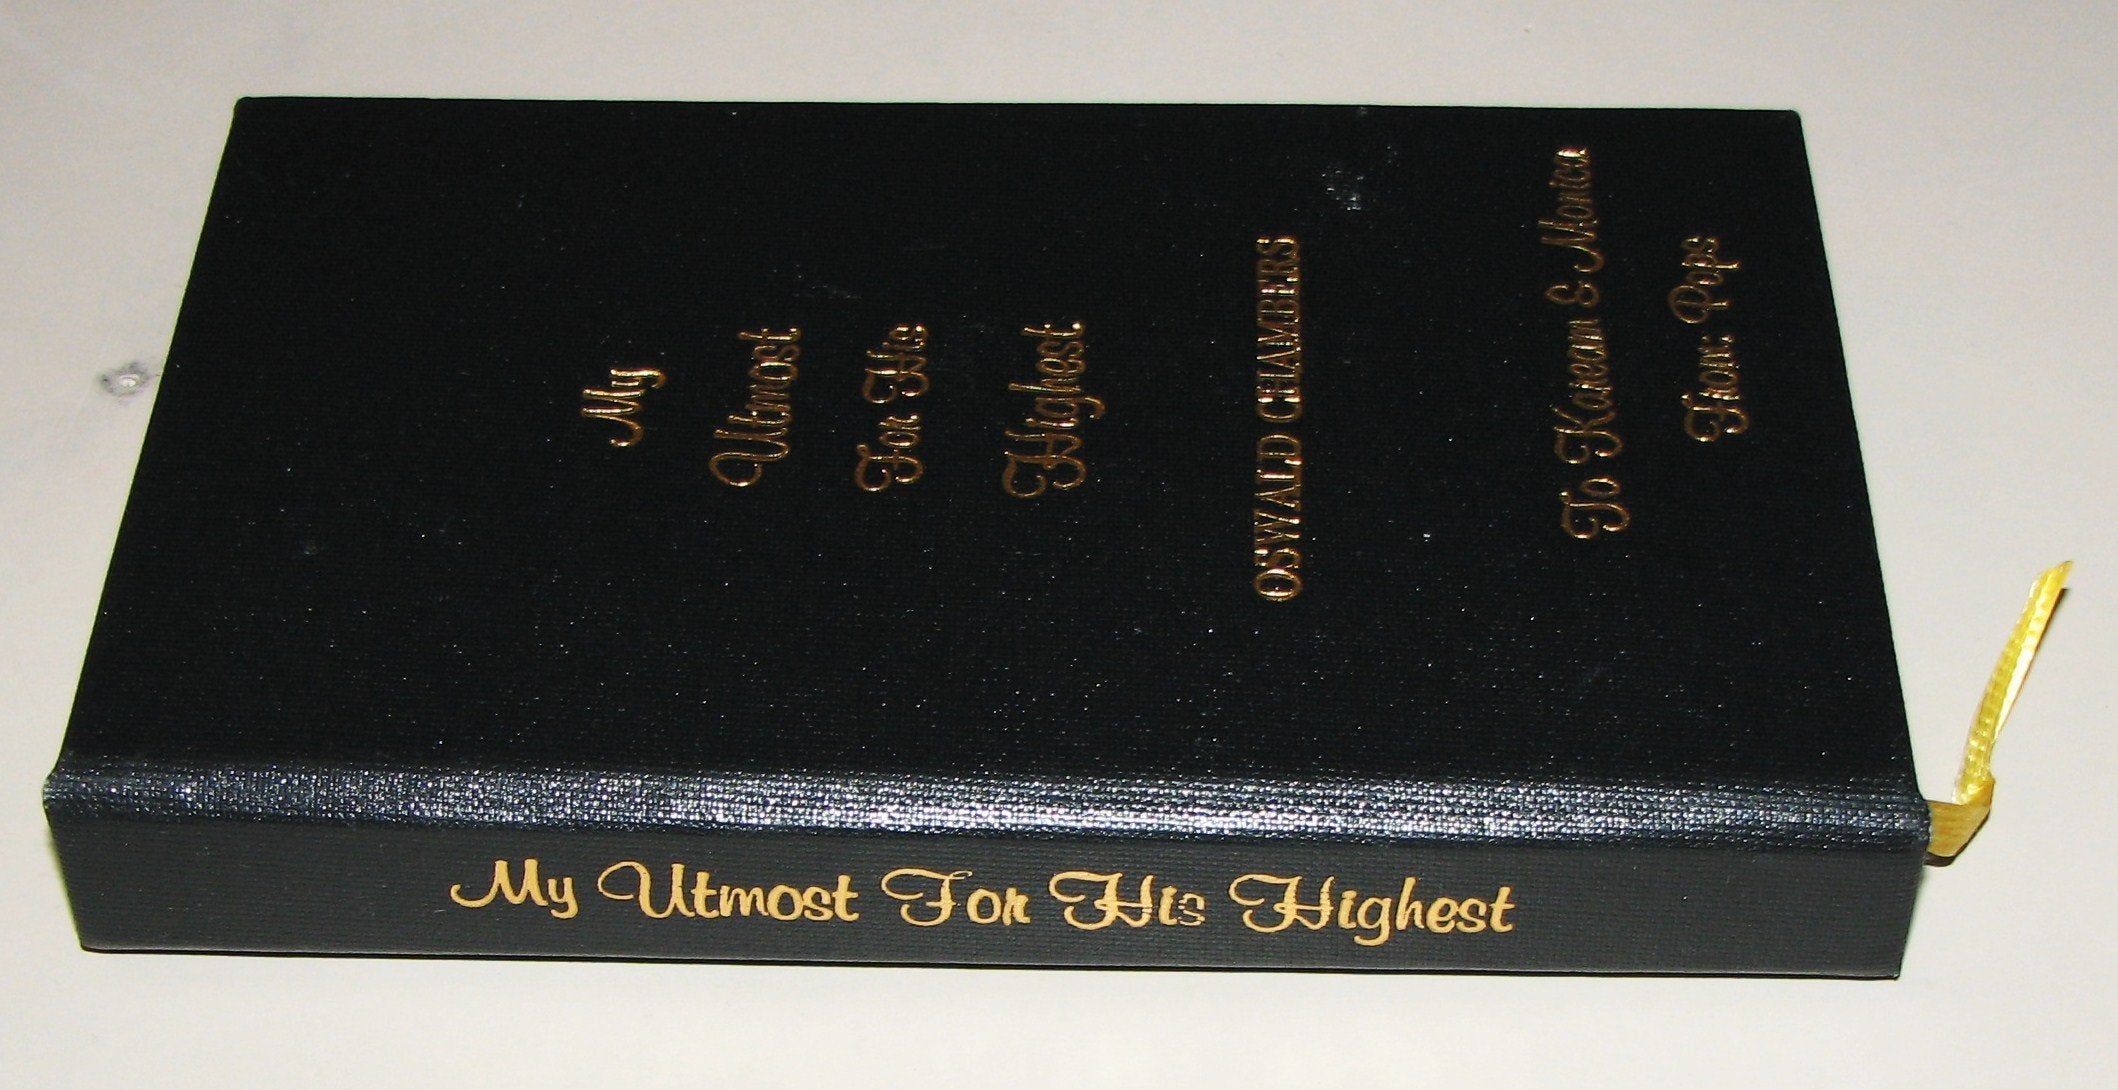 My
Utmost
For His
Highest
OSWALD CHAMBERS
To Kareem & Monica
From: Pops
My Utmost For His Highest